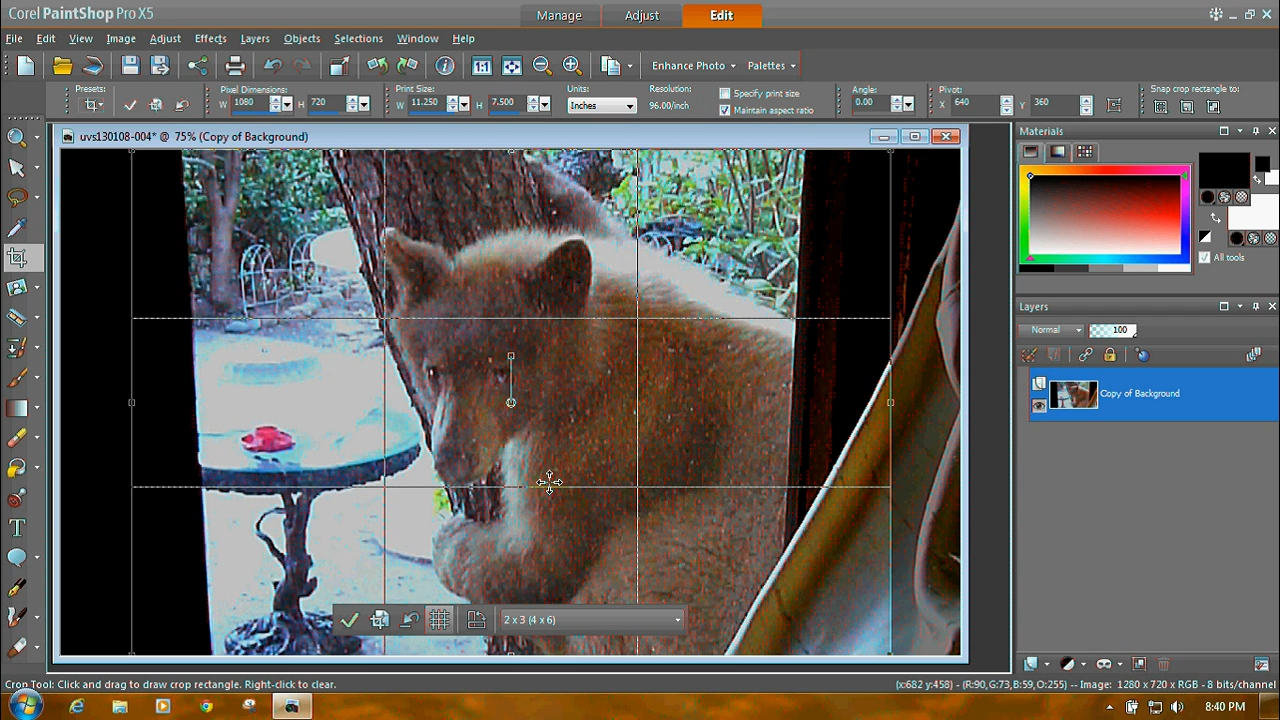 Corel PaintShop Pro X5
Manage Adjust Edit
File Edit View Image Adjust Effects Layers Objects Selections Window Help
Enhance Photo Palettes
Presets: Pixel Dimensions: Print Size: Units: Resolution: Specify print size Angle: Pivot: Snap crop rectangle to:
W 1080 H 720 W 11.250 H 7.500 Inches 96.00/inch Maintain aspect ratio 0.00 X 640 Y 360
uvs130108-004* @ 75% (Copy of Background)
Materials
All tools
Layers
Normal 100
Copy of Background
2 x 3 (4 x 6)
Crop Tool: Click and drag to draw crop rectangle. Right-click to clear.
(x:682 y:458) -- (R:90,G:73,B:59,O:255) -- Image: 1280 x 720 x RGB - 8 bits/channel
8:40 PM